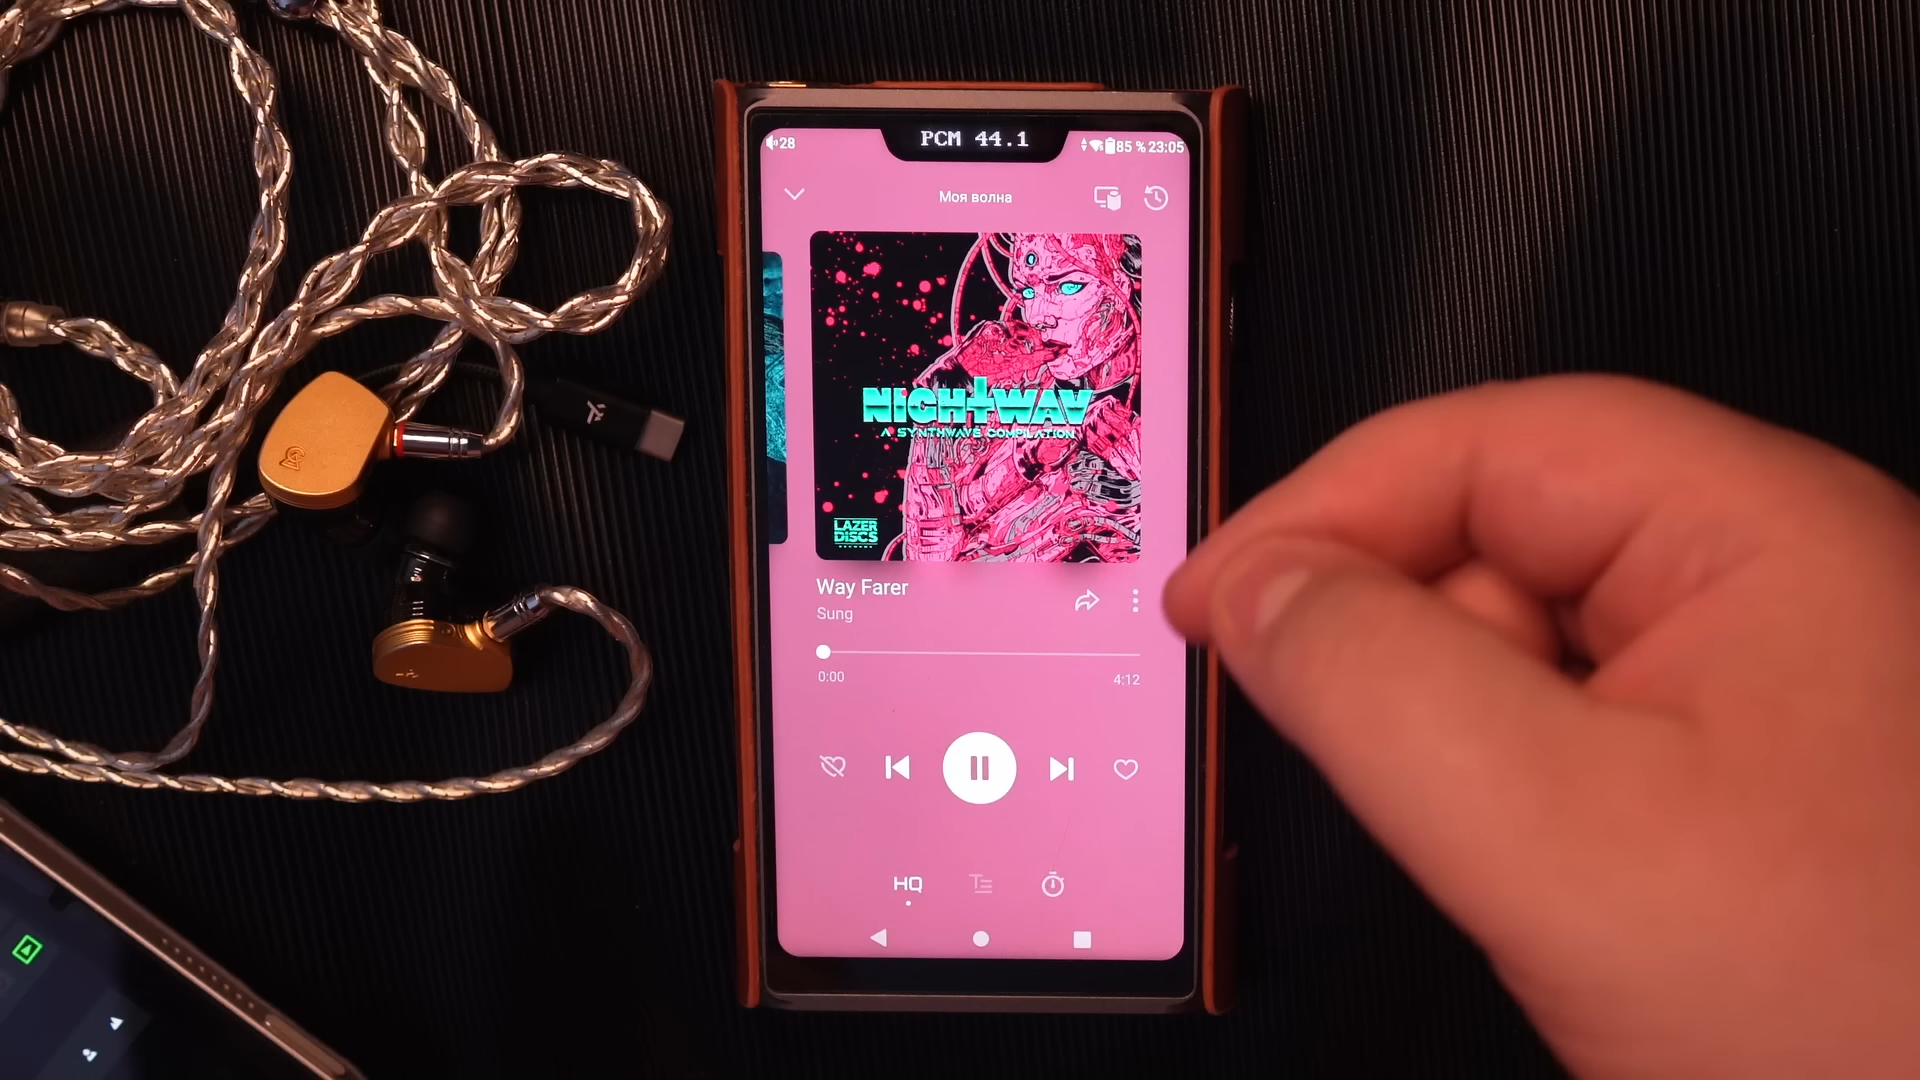 28
PCM 44.1
85 % 23:05
Моя волна
NIGHTWAV
A SYNTHWAVE COMPILATION
LAZER
DISCS
Way Farer
Sung
0:00
4:12
HQ